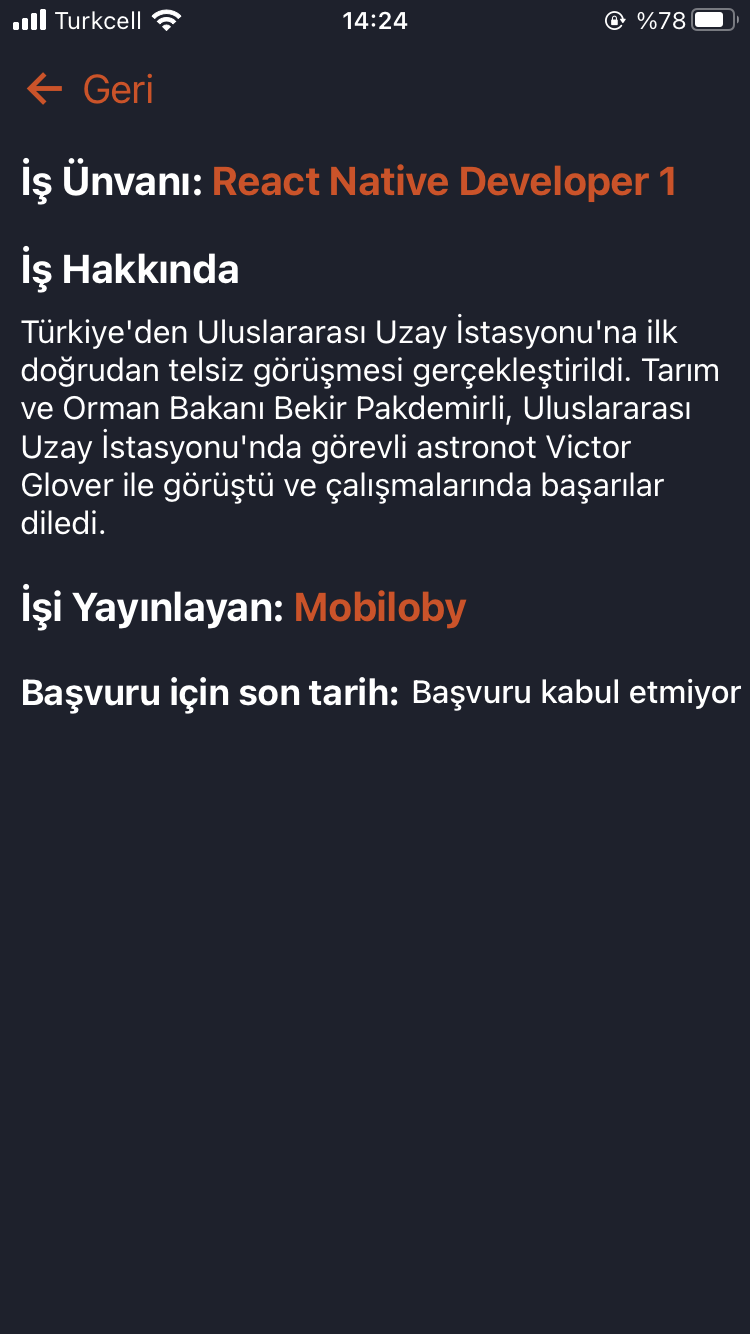 Turkcell 14:24 %78
Geri
İş Ünvanı: React Native Developer 1
İş Hakkında
Türkiye'den Uluslararası Uzay İstasyonu'na ilk
doğrudan telsiz görüşmesi gerçekleştirildi. Tarım
ve Orman Bakanı Bekir Pakdemirli, Uluslararası
Uzay İstasyonu'nda görevli astronot Victor
Glover ile görüştü ve çalışmalarında başarılar
diledi.
İşi Yayınlayan: Mobiloby
Başvuru için son tarih: Başvuru kabul etmiyor